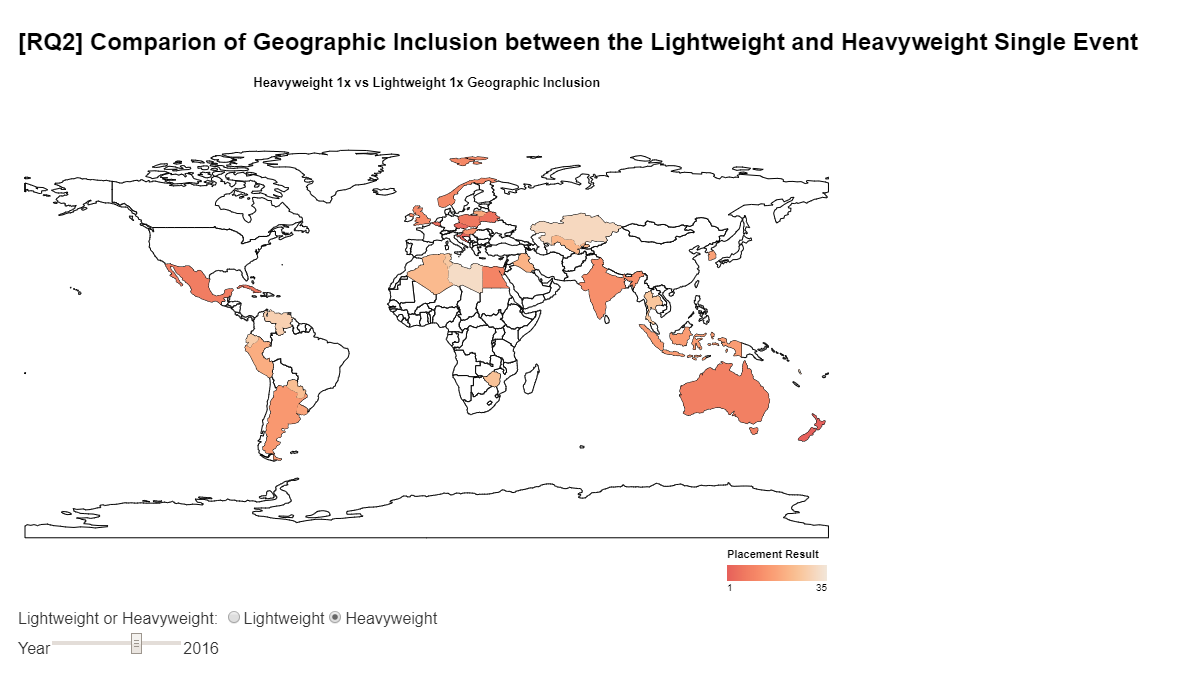 [RQ2] Comparion of Geographic Inclusion between the Lightweight and Heavyweight Single Event
Heavyweight 1x vs Lightweight 1x Geographic Inclusion
Placement Result
1 35
Lightweight or Heavyweight: Lightweight Heavyweight
Year 2016